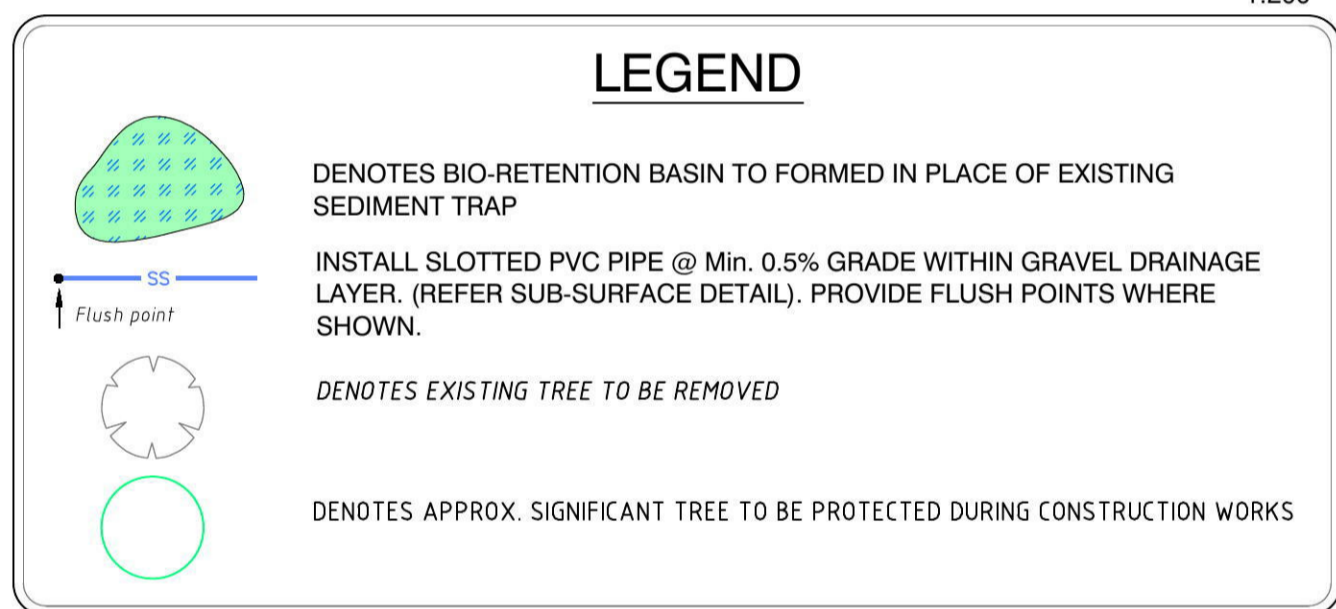 LEGEND
DENOTES BIO-RETENTION BASIN TO FORMED IN PLACE OF EXISTING
SEDIMENT TRAP
SS
Flush point
INSTALL SLOTTED PVC PIPE @ Min. 0.5% GRADE WITHIN GRAVEL DRAINAGE
LAYER. (REFER SUB-SURFACE DETAIL). PROVIDE FLUSH POINTS WHERE
SHOWN.
DENOTES EXISTING TREE TO BE REMOVED
DENOTES APPROX. SIGNIFICANT TREE TO BE PROTECTED DURING CONSTRUCTION WORKS